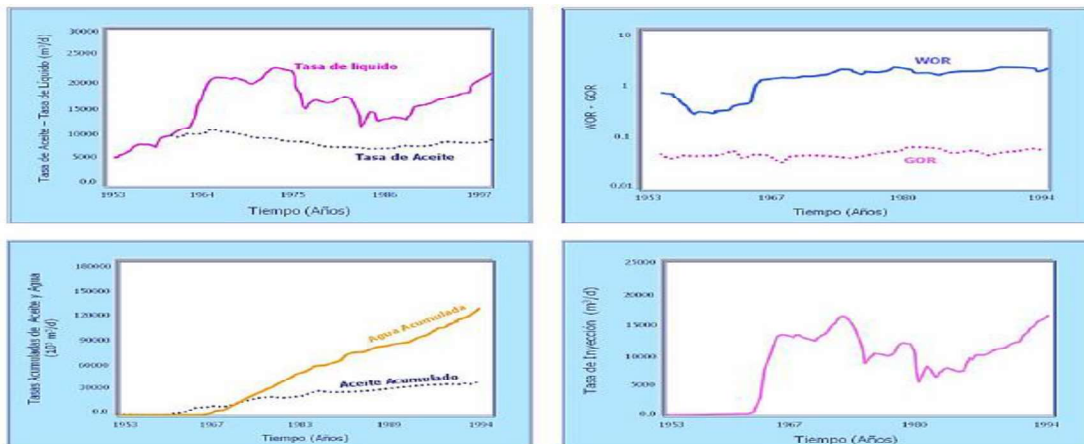 Tasa de Aceite – Tasa de Líquido (m³/d)
30000
25000
20000
15000
10000
5000
0.0
Tasa de líquido
Tasa de Aceite
1953
1964
1975
1986
1997
Tiempo (Años)
WOR - GOR
10
1
0.1
0.01
WOR
GOR
1953
1967
1980
1994
Tiempo (Años)
Tasas Acumuladas de Aceite y Agua
(10³ m³/d)
180000
150000
120000
90000
60000
30000
0.0
Agua Acumulada
Aceite Acumulado
1953
1967
1983
1989
1994
Tiempo (Años)
Tasa de Inyección (m³/d)
25000
20000
15000
10000
5000
0.0
1953
1967
1980
1994
Tiempo (Años)